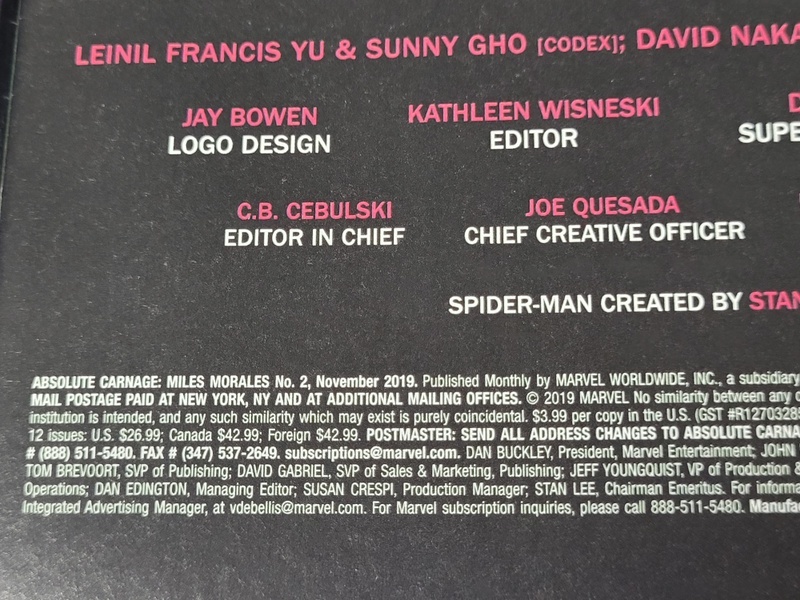 LEINIL FRANCIS YU & SUNNY GHO [CODEX]; DAVID NAKA
JAY BOWEN KATHLEEN WISNESKI D
LOGO DESIGN EDITOR SUPE
C.B. CEBULSKI JOE QUESADA
EDITOR IN CHIEF CHIEF CREATIVE OFFICER
SPIDER-MAN CREATED BY STAN
ABSOLUTE CARNAGE: MILES MORALES No. 2, November 2019. Published Monthly by MARVEL WORLDWIDE, INC., a subsidiary
MAIL POSTAGE PAID AT NEW YORK, NY AND AT ADDITIONAL MAILING OFFICES. © 2019 MARVEL No similarity between any o
institution is intended, and any such similarity which may exist is purely coincidental. $3.99 per copy in the U.S. (GST #R1270328
12 issues: U.S. $26.99; Canada $42.99; Foreign $42.99. POSTMASTER: SEND ALL ADDRESS CHANGES TO ABSOLUTE CARNA
# (888) 511-5480. FAX # (347) 537-2649. subscriptions@marvel.com. DAN BUCKLEY, President, Marvel Entertainment; JOHN
TOM BREVOORT, SVP of Publishing; DAVID GABRIEL, SVP of Sales & Marketing, Publishing; JEFF YOUNGQUIST, VP of Production &
Operations; DAN EDINGTON, Managing Editor; SUSAN CRESPI, Production Manager; STAN LEE, Chairman Emeritus. For informa
Integrated Advertising Manager, at vdebellis@marvel.com. For Marvel subscription inquiries, please call 888-511-5480. Manufa